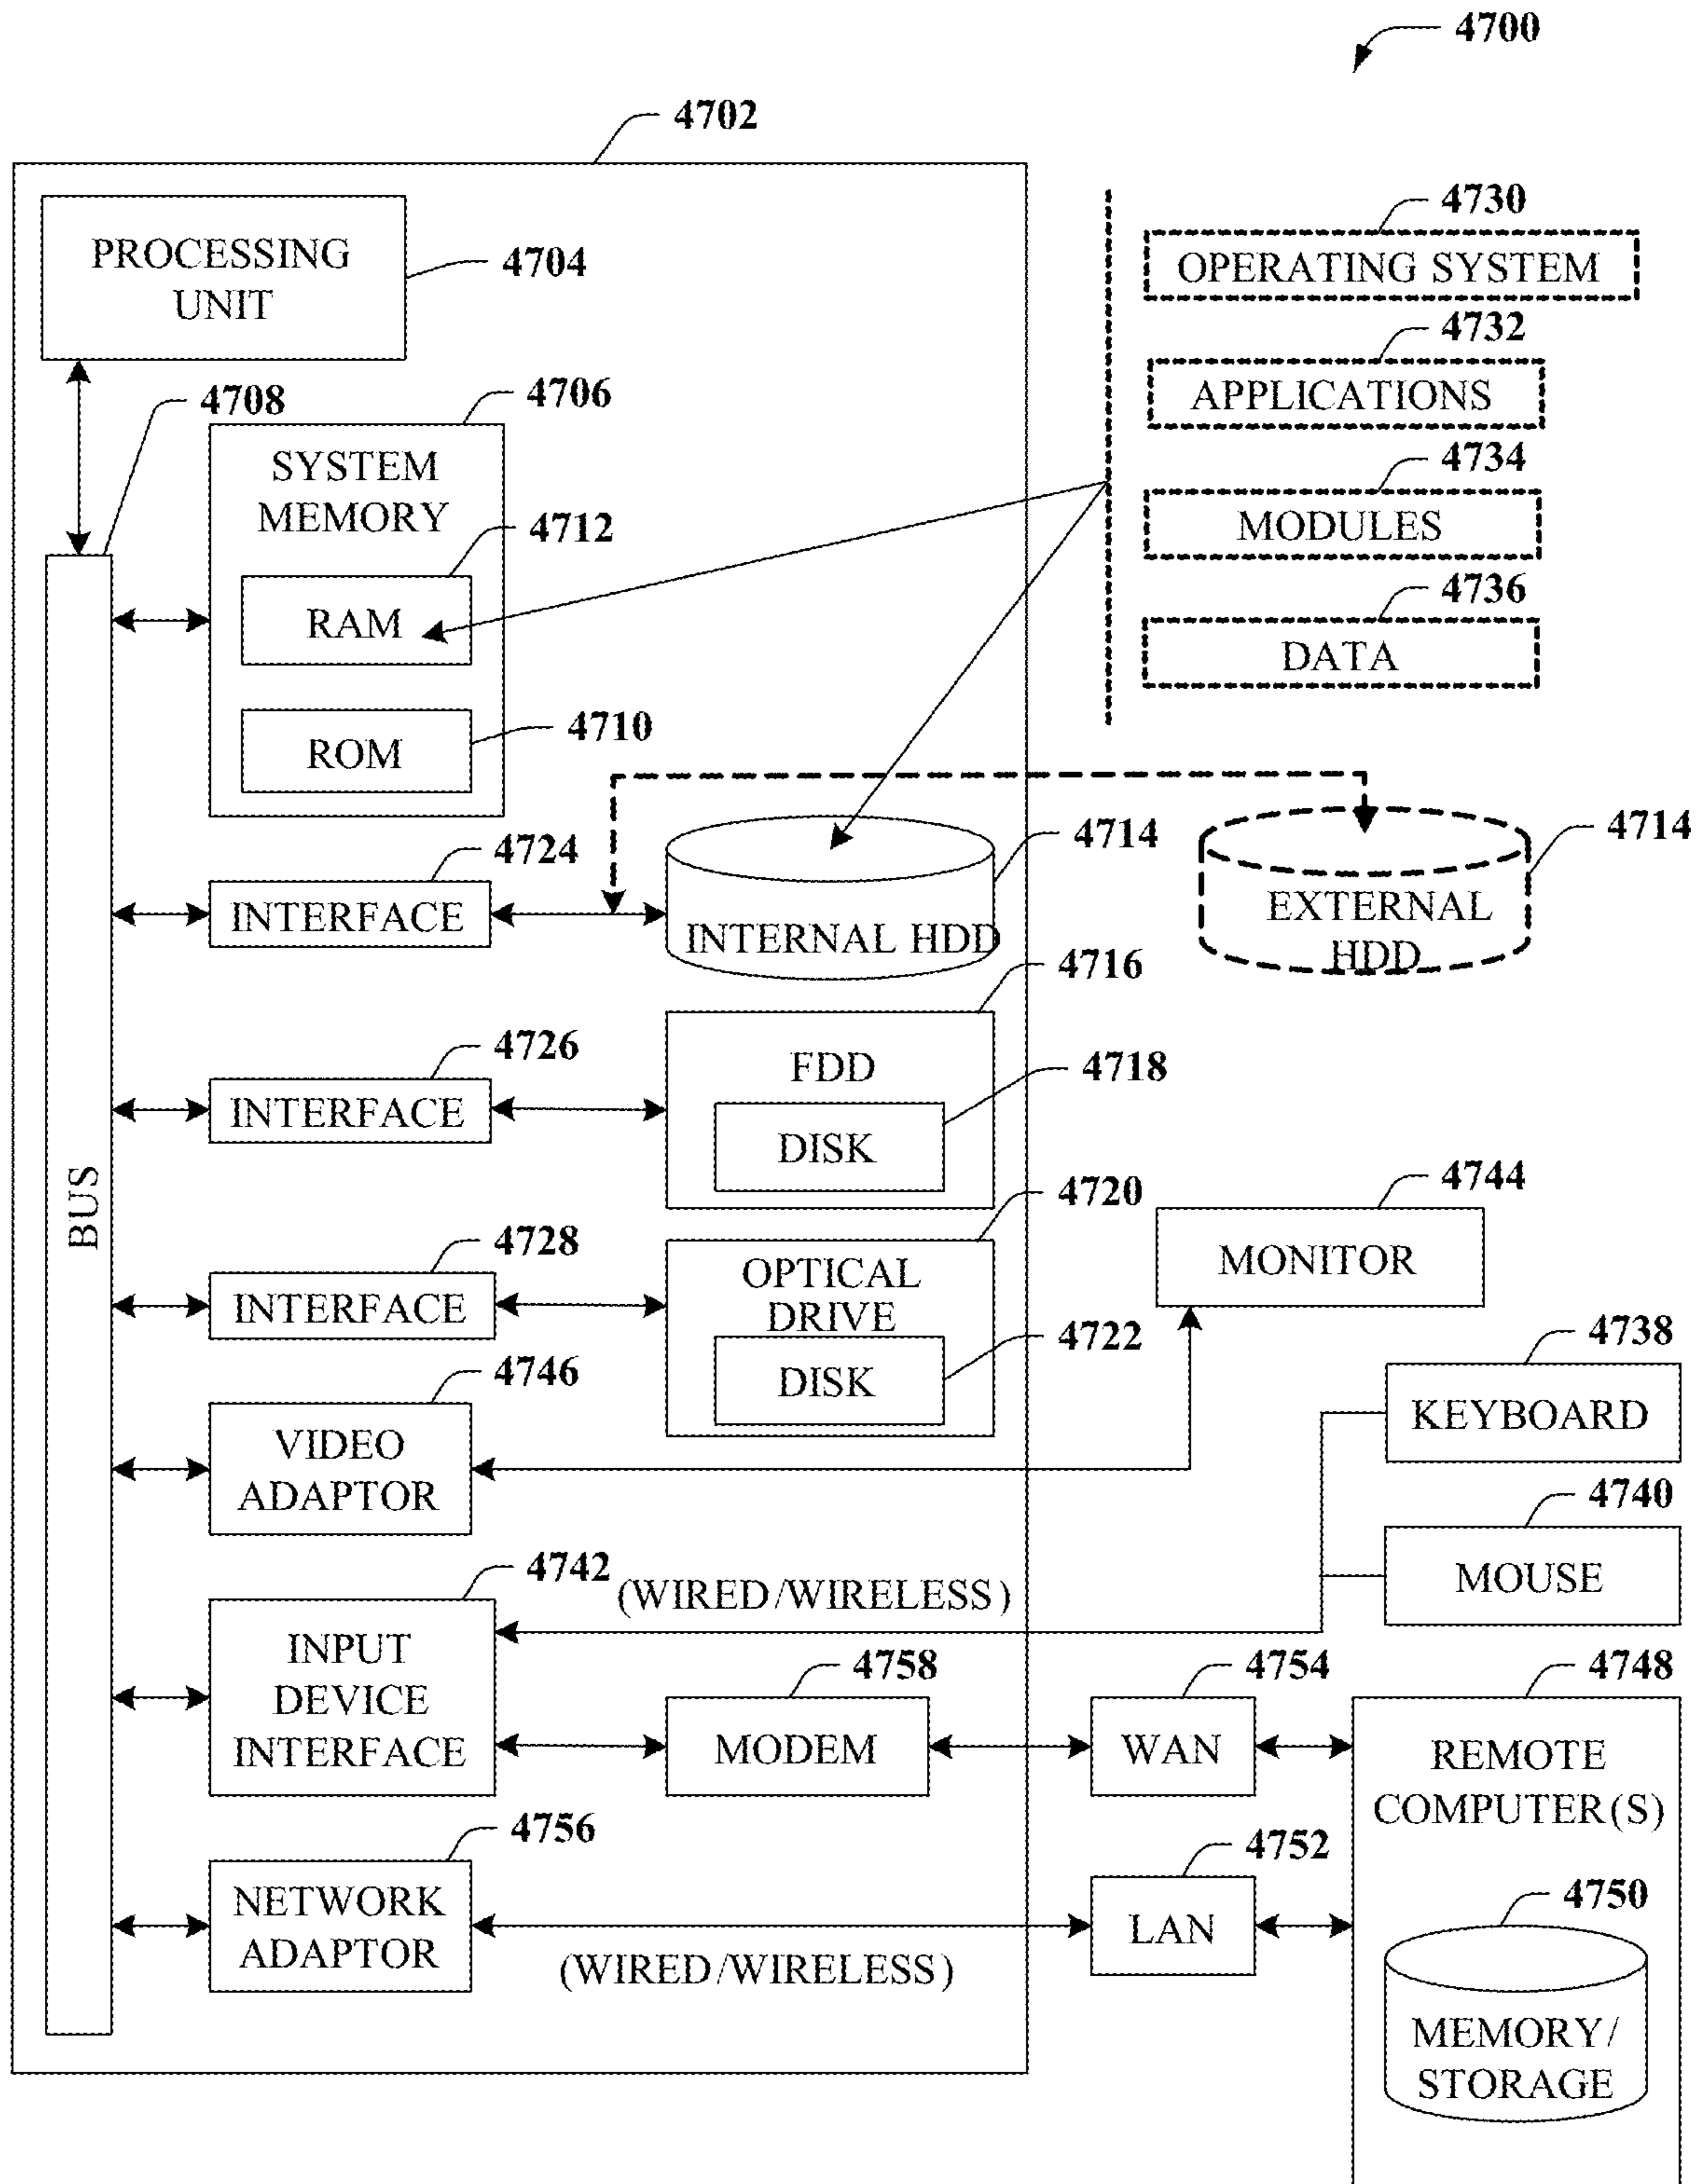 4700
4702
PROCESSING
UNIT
4704
4730
OPERATING SYSTEM
4732
APPLICATIONS
4734
MODULES
4736
DATA
4708
4706
SYSTEM
MEMORY
4712
RAM
4710
ROM
BUS
4724
INTERFACE
4714
INTERNAL HDD
4714
EXTERNAL
HDD
4716
4726
INTERFACE
FDD
4718
DISK
4720
4728
INTERFACE
OPTICAL
DRIVE
4722
DISK
4744
MONITOR
4746
VIDEO
ADAPTOR
4738
KEYBOARD
4740
MOUSE
4742
(WIRED/WIRELESS)
INPUT
DEVICE
INTERFACE
4758
MODEM
4754
WAN
4748
REMOTE
COMPUTER(S)
4756
NETWORK
ADAPTOR
(WIRED/WIRELESS)
4752
LAN
4750
MEMORY/
STORAGE